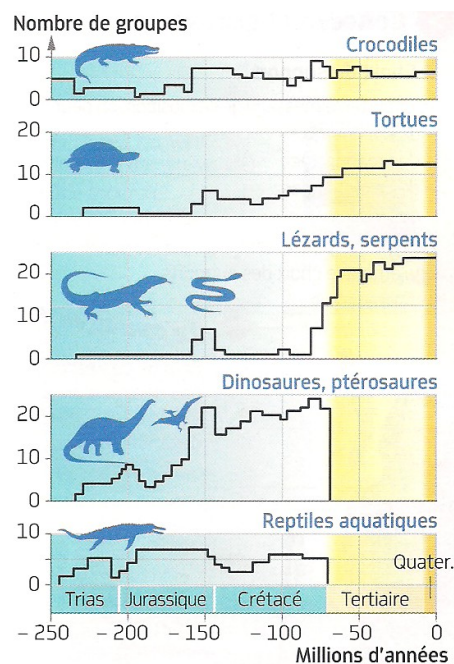 Nombre de groupes
Crocodiles
10
0
Tortues
20
10
0
Lézards, serpents
20
10
0
Dinosaures, ptérosaures
20
10
0
Reptiles aquatiques
10
0
Quater.
Trias Jurassique Crétacé Tertiaire
– 250 – 200 – 150 – 100 – 50 0
Millions d'années